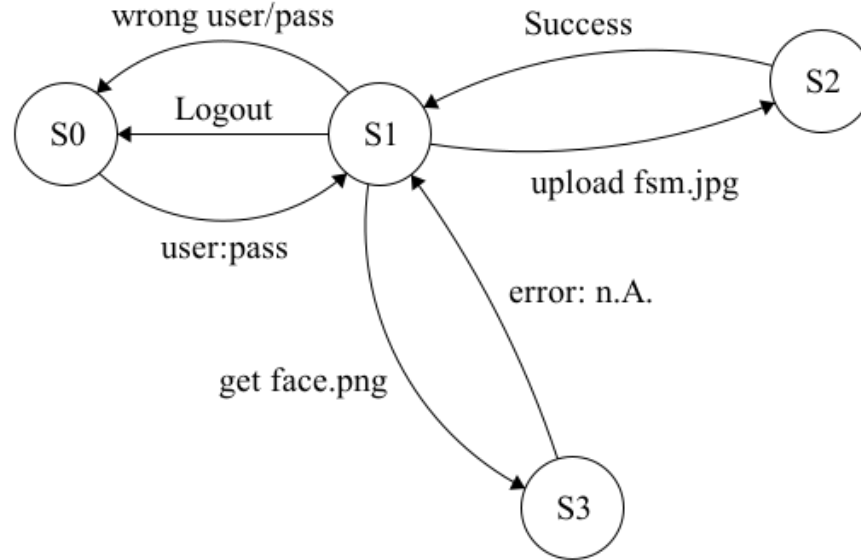 wrong user/pass
Success
S2
Logout
S0
S1
upload fsm.jpg
user:pass
error: n.A.
get face.png
S3